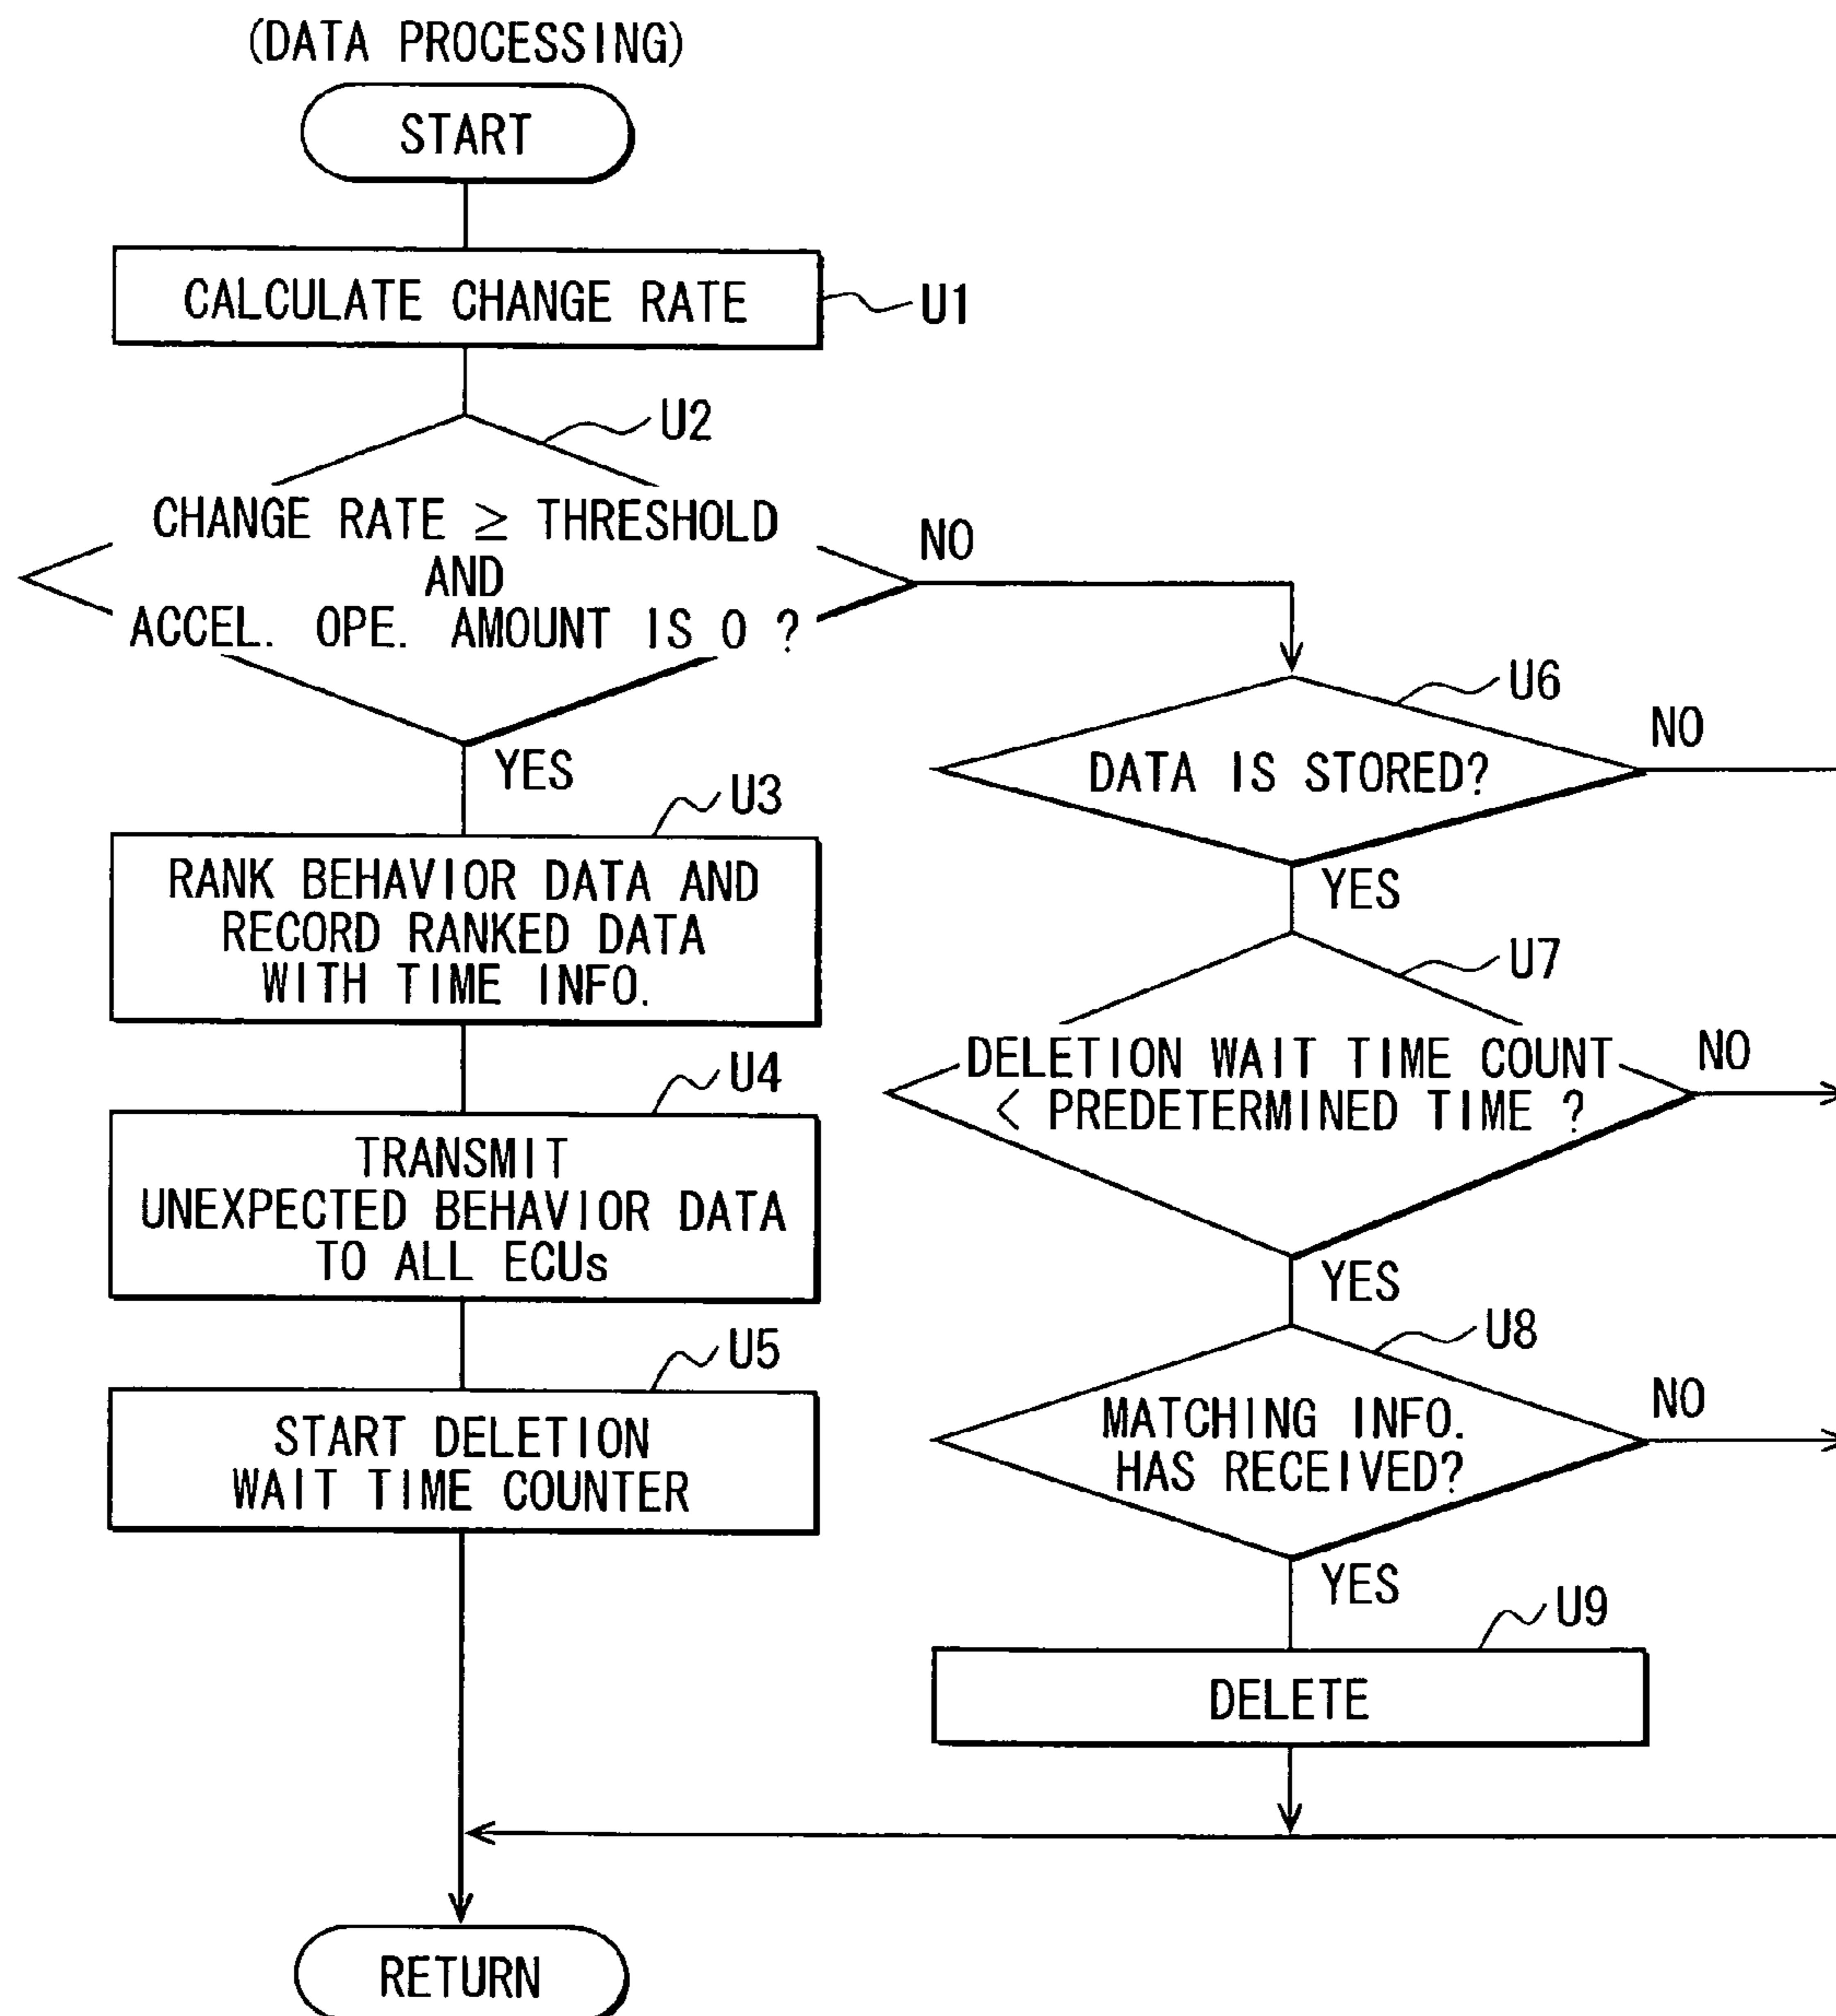 (DATA PROCESSING)
START
CALCULATE CHANGE RATE
U1
U2
CHANGE RATE ≥ THRESHOLD
AND
ACCEL. OPE. AMOUNT IS 0 ?
NO
YES
U3
RANK BEHAVIOR DATA AND
RECORD RANKED DATA
WITH TIME INFO.
U4
TRANSMIT
UNEXPECTED BEHAVIOR DATA
TO ALL ECUs
U5
START DELETION
WAIT TIME COUNTER
U6
DATA IS STORED?
NO
YES
U7
DELETION WAIT TIME COUNT
< PREDETERMINED TIME ?
NO
YES
U8
MATCHING INFO.
HAS RECEIVED?
NO
YES
U9
DELETE
RETURN